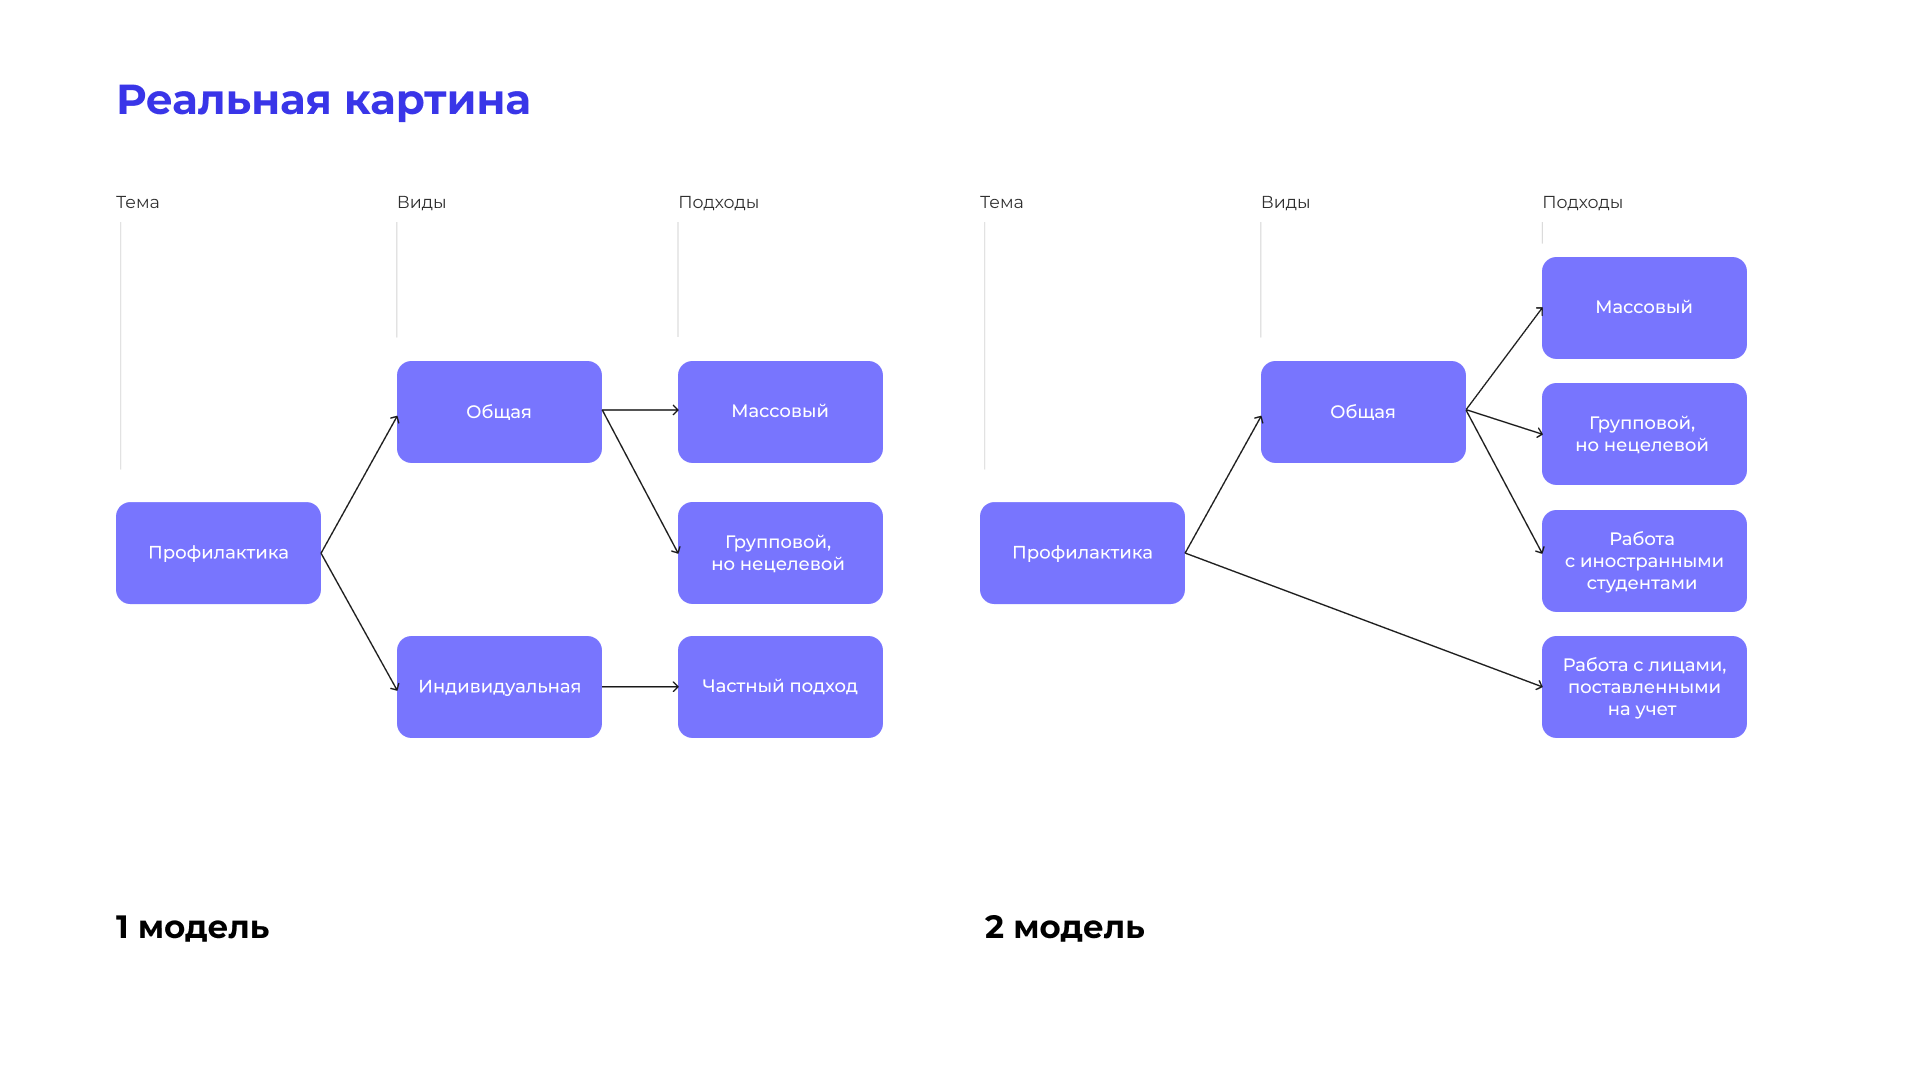 Реальная картина
Тема
Виды
Подходы
Общая
Массовый
Профилактика
Групповой,
но нецелевой
Индивидуальная
Частный подход
1 модель
Тема
Виды
Подходы
Массовый
Общая
Групповой,
но нецелевой
Профилактика
Работа
с иностранными
студентами
Работа с лицами,
поставленными
на учет
2 модель